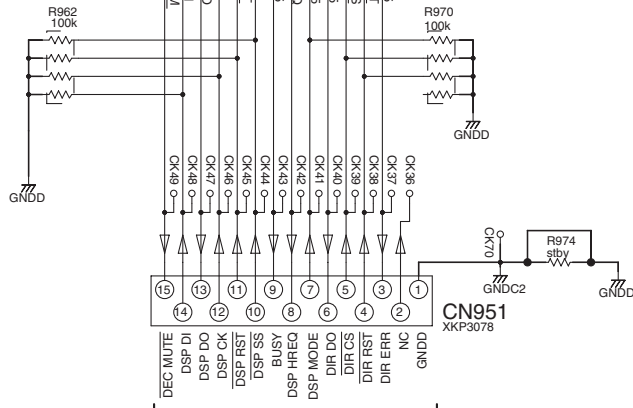 R962
100k
R970
100k
GNDD
GNDD
CK49
CK48
CK47
CK46
CK45
CK44
CK43
CK42
CK41
CK40
CK39
CK38
CK37
CK36
CK70
R974
stby
GNDC2
GNDD
15
13
11
9
7
5
3
1
14
12
10
8
6
4
2
CN951
XKP3078
DEC MUTE
DSP DI
DSP DO
DSP CK
DSP RST
DSP SS
BUSY
DSP HREQ
DSP MODE
DIR DO
DIR CS
DIR RST
DIR ERR
NC
GNDD